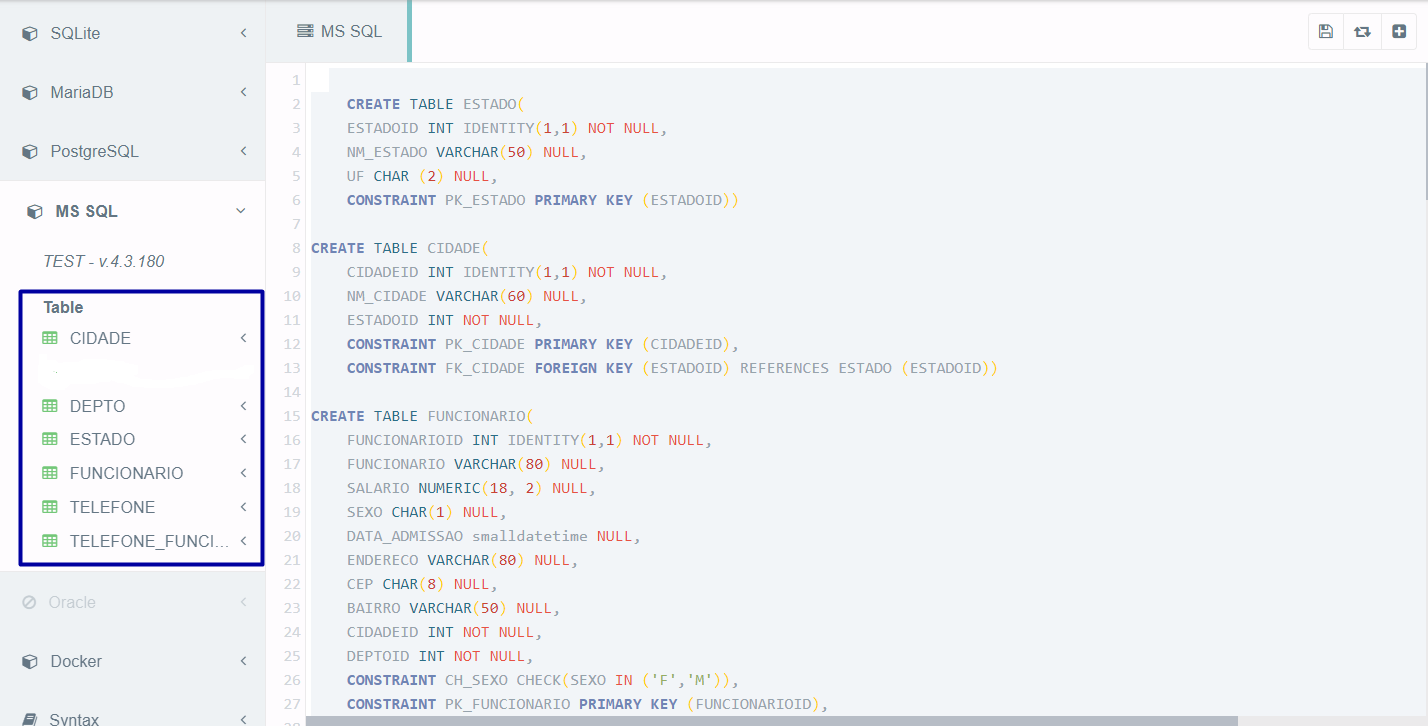 SQLite
MariaDB
PostgreSQL
MS SQL
TEST - v.4.3.180
Table
CIDADE
DEPTO
ESTADO
FUNCIONARIO
TELEFONE
TELEFONE_FUNCI...
Oracle
Docker
Syntax
MS SQL
1
2 CREATE TABLE ESTADO(
3 ESTADOID INT IDENTITY(1,1) NOT NULL,
4 NM_ESTADO VARCHAR(50) NULL,
5 UF CHAR (2) NULL,
6 CONSTRAINT PK_ESTADO PRIMARY KEY (ESTADOID))
7
8 CREATE TABLE CIDADE(
9 CIDADEID INT IDENTITY(1,1) NOT NULL,
10 NM_CIDADE VARCHAR(60) NULL,
11 ESTADOID INT NOT NULL,
12 CONSTRAINT PK_CIDADE PRIMARY KEY (CIDADEID),
13 CONSTRAINT FK_CIDADE FOREIGN KEY (ESTADOID) REFERENCES ESTADO (ESTADOID))
14
15 CREATE TABLE FUNCIONARIO(
16 FUNCIONARIOID INT IDENTITY(1,1) NOT NULL,
17 FUNCIONARIO VARCHAR(80) NULL,
18 SALARIO NUMERIC(18, 2) NULL,
19 SEXO CHAR(1) NULL,
20 DATA_ADMISSAO smalldatetime NULL,
21 ENDERECO VARCHAR(80) NULL,
22 CEP CHAR(8) NULL,
23 BAIRRO VARCHAR(50) NULL,
24 CIDADEID INT NOT NULL,
25 DEPTOID INT NOT NULL,
26 CONSTRAINT CH_SEXO CHECK(SEXO IN ('F','M')),
27 CONSTRAINT PK_FUNCIONARIO PRIMARY KEY (FUNCIONARIOID),